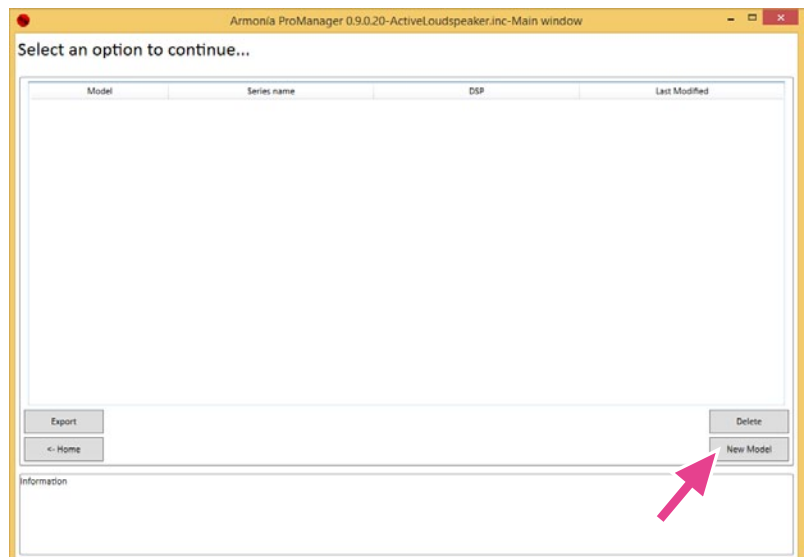 Armonía ProManager 0.9.0.20-ActiveLoudspeaker.inc-Main window
Select an option to continue...
Model Series name DSP Last Modified
Export Delete
<- Home New Model
Information